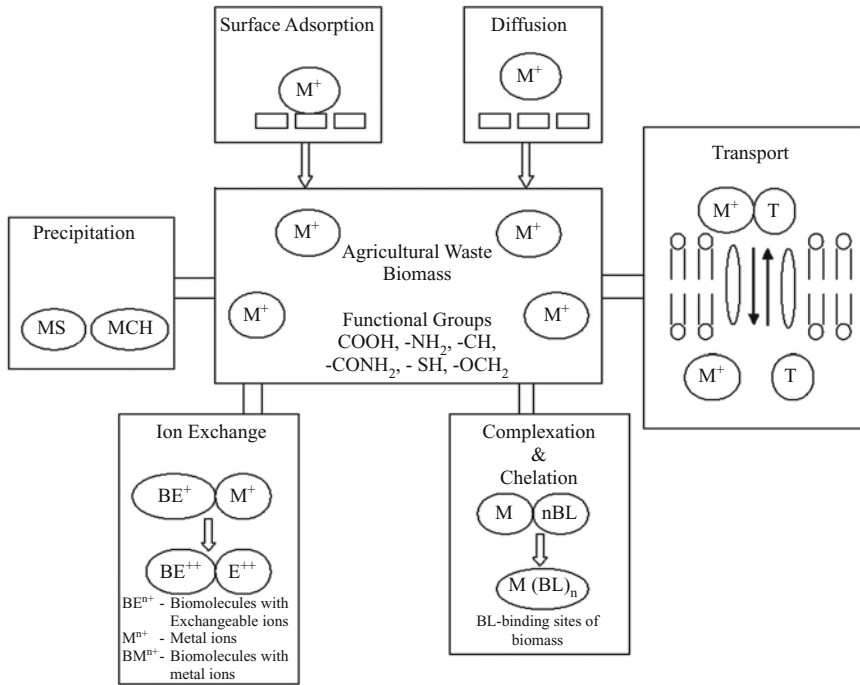 Surface Adsorption
M⁺
Diffusion
M⁺
Transport
M⁺ T
M⁺ T
Precipitation
MS MCH
M⁺ M⁺
Agricultural Waste
Biomass
M⁺ M⁺
Functional Groups
COOH, -NH₂, -CH,
-CONH₂, - SH, -OCH₂
Ion Exchange
BE⁺ M⁺
BE⁺⁺ E⁺⁺
BEⁿ⁺ - Biomolecules with
Exchangeable ions
Mⁿ⁺ - Metal ions
BMⁿ⁺ - Biomolecules with
metal ions
Complexation
&
Chelation
M nBL
M (BL)ₙ
BL-binding sites of
biomass